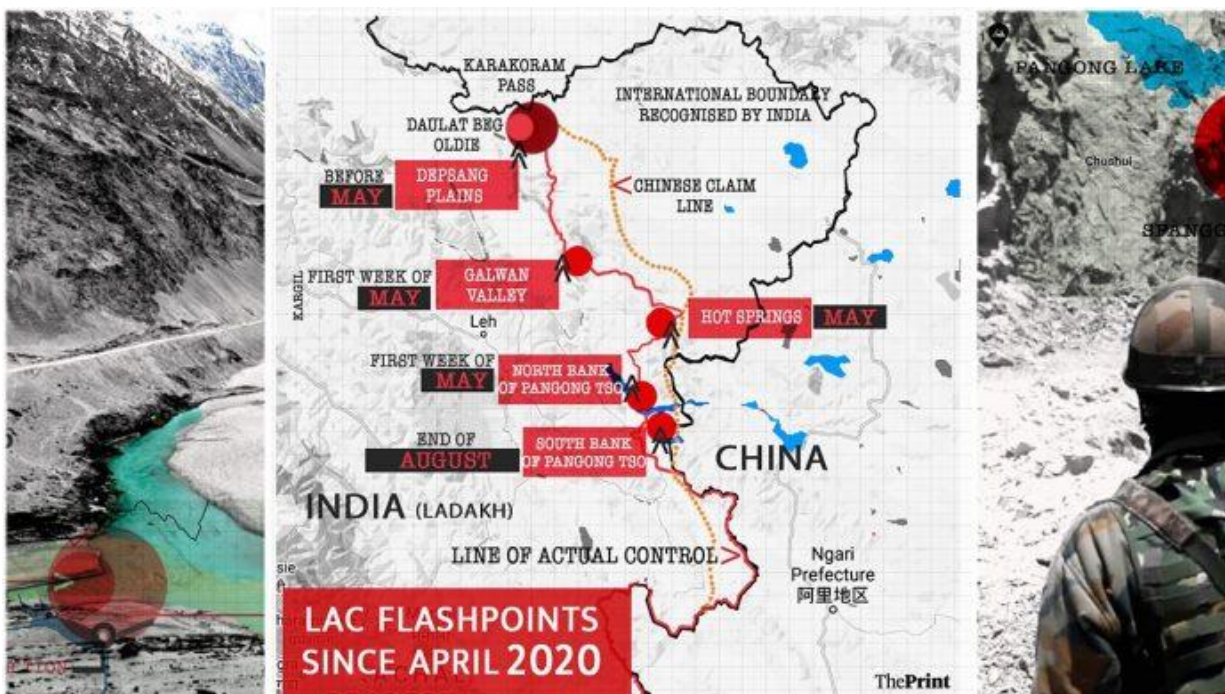 KARAKORAM
PASS
INTERNATIONAL BOUNDARY
RECOGNISED BY INDIA
DAULAT BEG
OLDIE
BEFORE
MAY
DEPSANG
PLAINS
CHINESE CLAIM
LINE
FIRST WEEK OF
MAY
GALWAN
VALLEY
KARGIL
Leh
HOT SPRINGS
MAY
FIRST WEEK OF
MAY
NORTH BANK
OF PANGONG TSO
END OF
AUGUST
SOUTH BANK
OF PANGONG TSO
CHINA
INDIA (LADAKH)
LINE OF ACTUAL CONTROL
Ngari
Prefecture
阿里地区
LAC FLASHPOINTS
SINCE APRIL 2020
ThePrint
PANGONG LAKE
Chushul